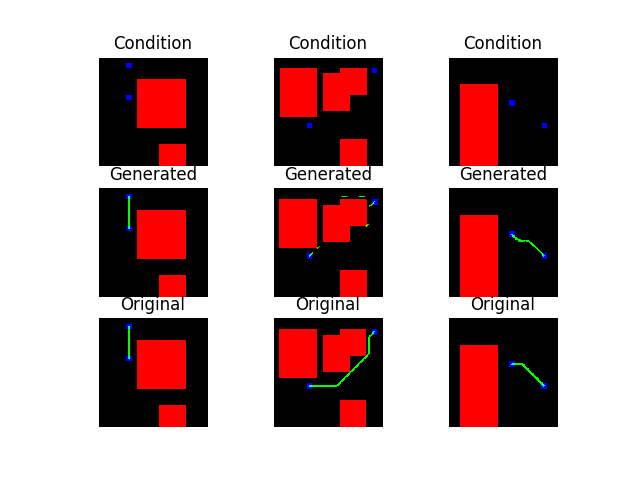 Condition Condition Condition
Generated Generated Generated
Original Original Original